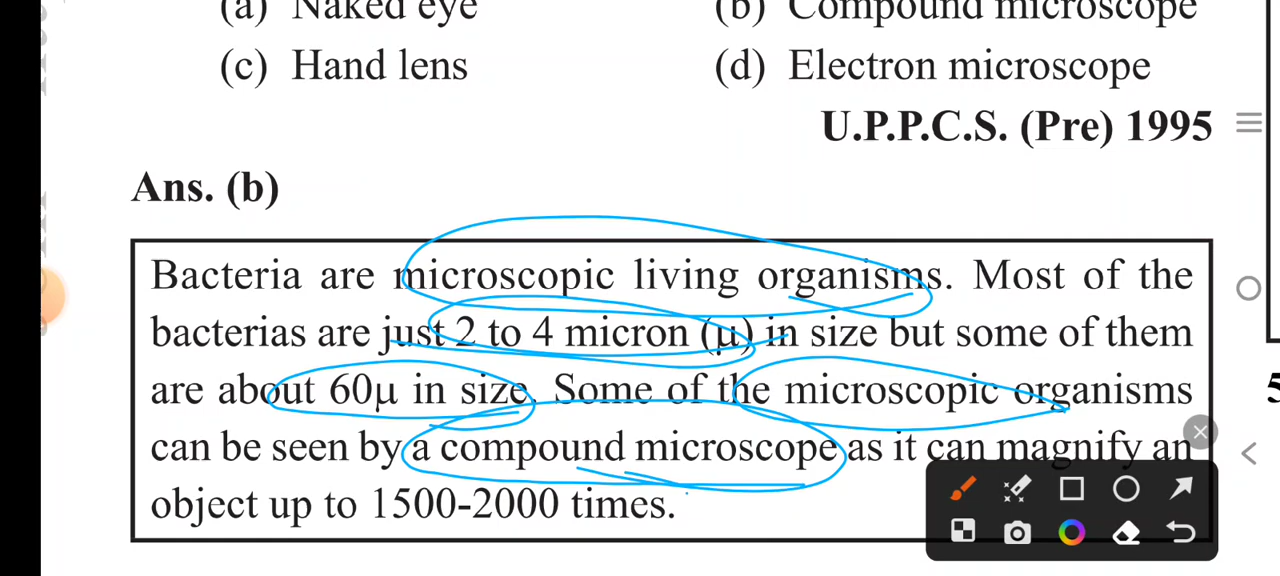 (a) Naked eye (b) Compound microscope
(c) Hand lens (d) Electron microscope
U.P.P.C.S. (Pre) 1995
Ans. (b)
Bacteria are microscopic living organisms. Most of the
bacterias are just 2 to 4 micron (μ) in size but some of them
are about 60μ in size. Some of the microscopic organisms
can be seen by a compound microscope as it can magnify an
object up to 1500-2000 times.
5